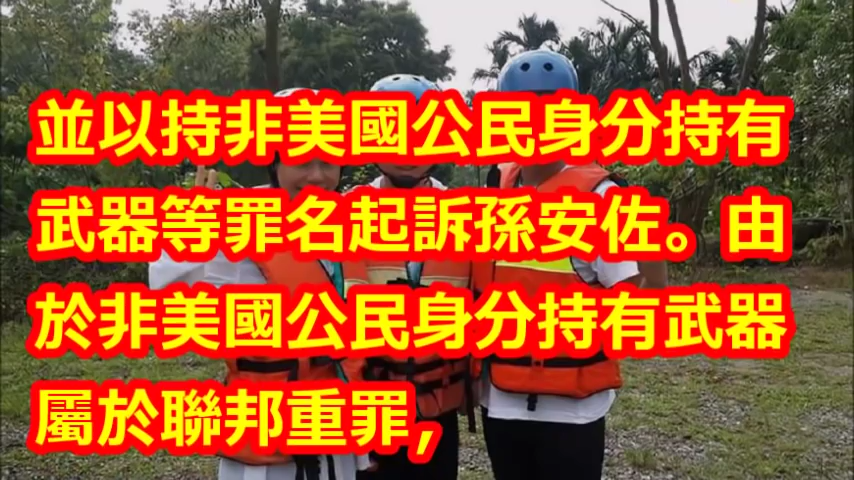 並以持非美國公民身分持有
武器等罪名起訴孫安佐。由
於非美國公民身分持有武器
屬於聯邦重罪,